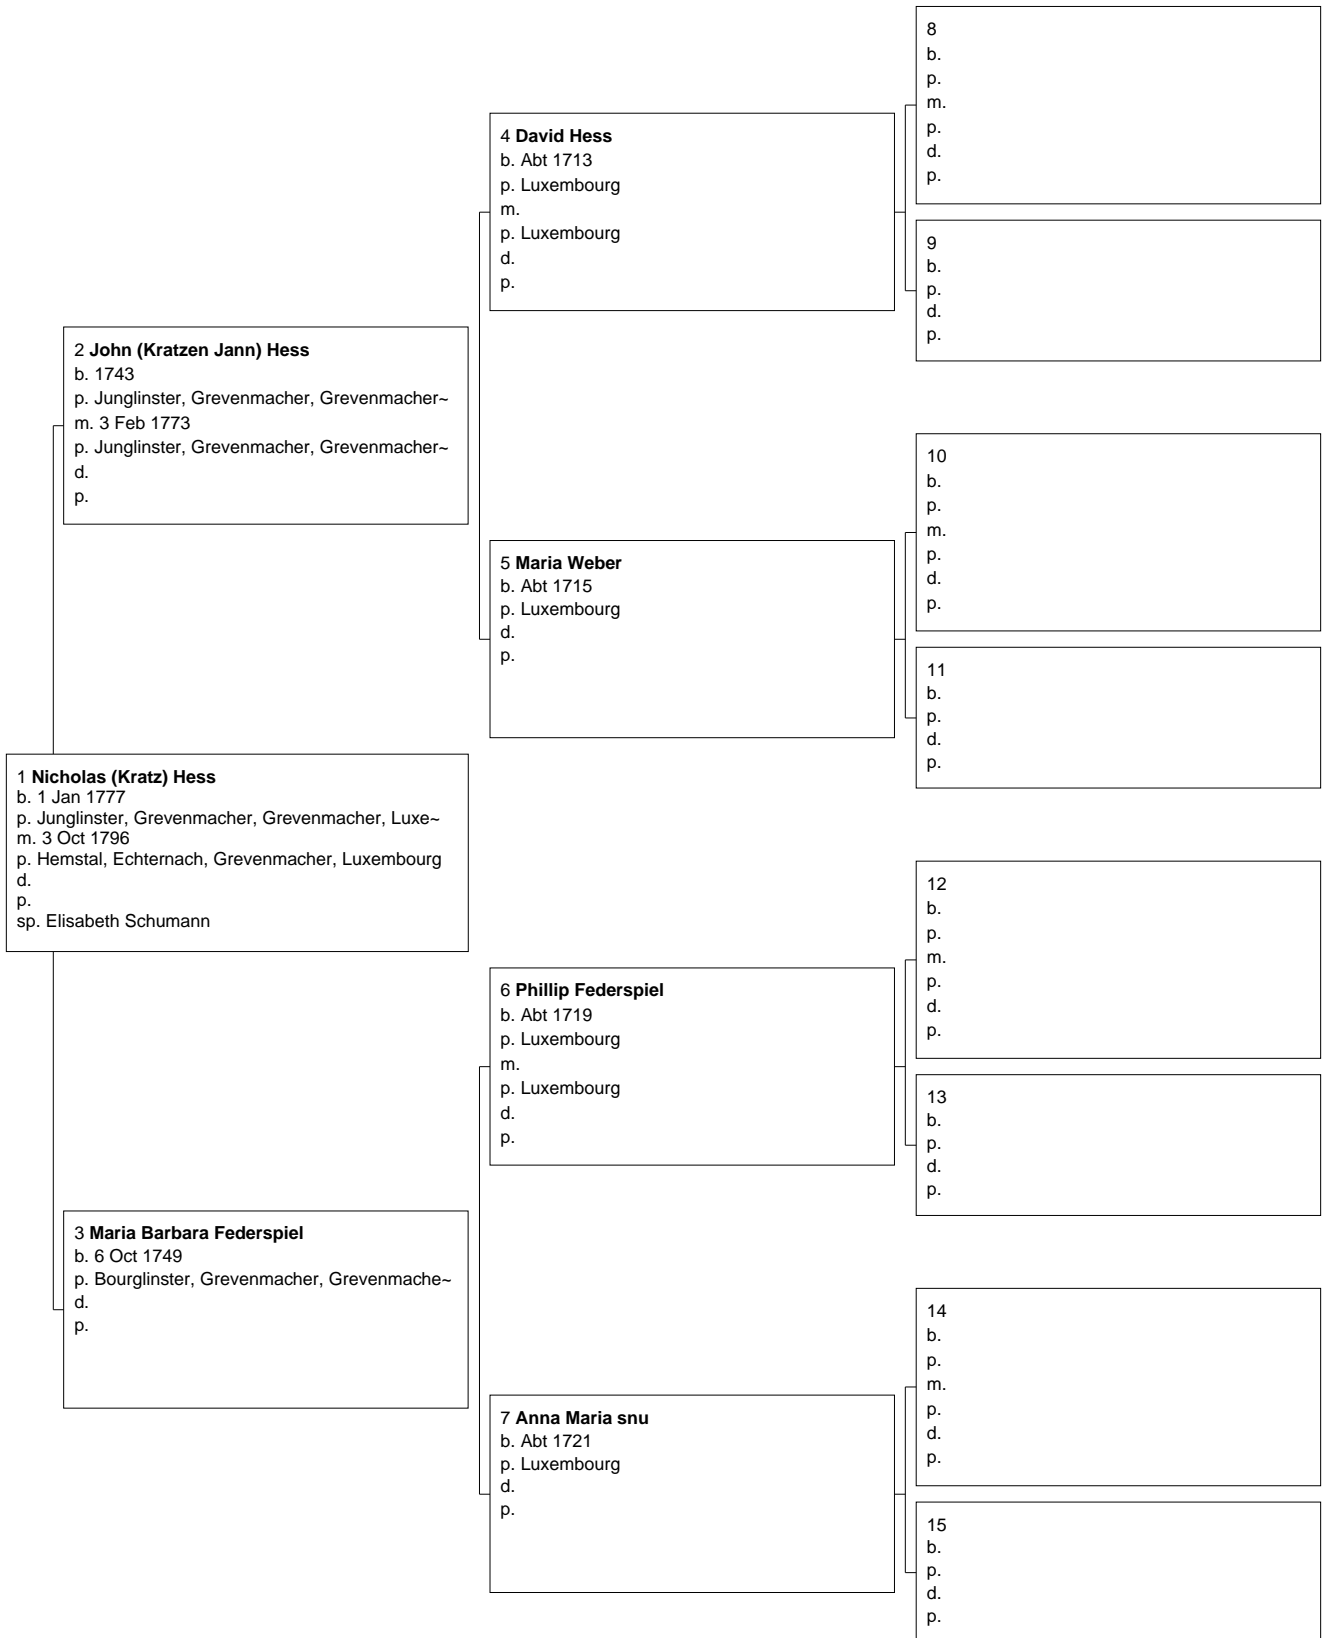 8
b.
p.
m.
p.
d.
p.
4 David Hess
b. Abt 1713
p. Luxembourg
m.
p. Luxembourg
d.
p.
9
b.
p.
d.
p.
2 John (Kratzen Jann) Hess
b. 1743
p. Junglinster, Grevenmacher, Grevenmacher~
m. 3 Feb 1773
p. Junglinster, Grevenmacher, Grevenmacher~
d.
p.
10
b.
p.
m.
p.
d.
p.
5 Maria Weber
b. Abt 1715
p. Luxembourg
d.
p.
11
b.
p.
d.
p.
1 Nicholas (Kratz) Hess
b. 1 Jan 1777
p. Junglinster, Grevenmacher, Grevenmacher, Luxe~
m. 3 Oct 1796
p. Hemstal, Echternach, Grevenmacher, Luxembourg
d.
p.
sp. Elisabeth Schumann
12
b.
p.
m.
p.
d.
p.
6 Phillip Federspiel
b. Abt 1719
p. Luxembourg
m.
p. Luxembourg
d.
p.
13
b.
p.
d.
p.
3 Maria Barbara Federspiel
b. 6 Oct 1749
p. Bourglinster, Grevenmacher, Grevenmache~
d.
p.
14
b.
p.
m.
p.
d.
p.
7 Anna Maria snu
b. Abt 1721
p. Luxembourg
d.
p.
15
b.
p.
d.
p.